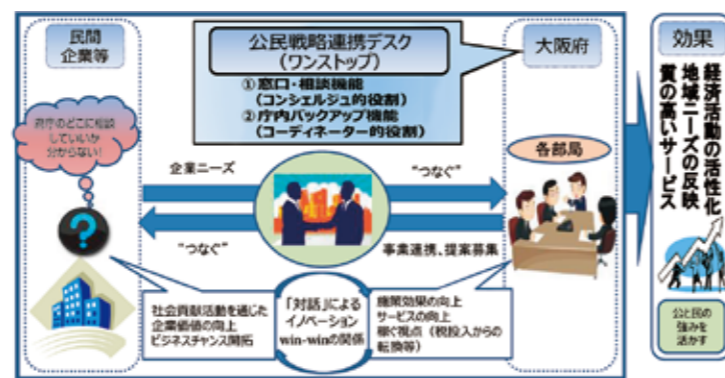 民間
企業等
公民戦略連携デスク
(ワンストップ)
①窓口・相談機能
(コンシェルジュ的役割)
②庁内バックアップ機能
(コーディネーター的役割)
大阪府
府庁のどこに相談
していいか
分からない!
?
企業ニーズ
"つなぐ"
各部局
"つなぐ"
事業連携、提案募集
社会貢献活動を通じた
企業価値の向上
ビジネスチャンス開拓
「対話」による
イノベーション
win-winの関係
施策効果の向上
サービスの向上
稼ぐ視点(税投入からの
転換等)
効果
経済活動の活性化
地域ニーズの反映
質の高いサービス
公と民の
強みを
活かす